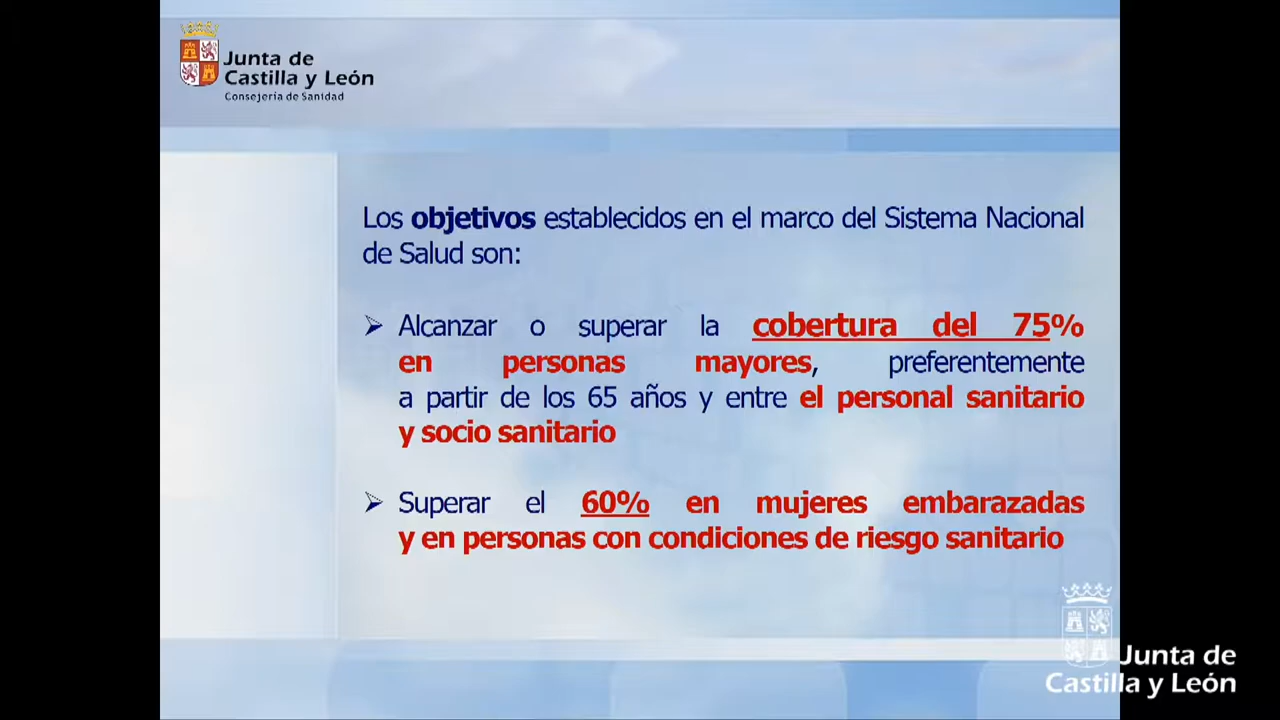 Junta de
Castilla y León
Consejería de Sanidad
Los objetivos establecidos en el marco del Sistema Nacional
de Salud son:
Alcanzar o superar la cobertura del 75%
en personas mayores, preferentemente
a partir de los 65 años y entre el personal sanitario
y socio sanitario
Superar el 60% en mujeres embarazadas
y en personas con condiciones de riesgo sanitario
Junta de
Castilla y León